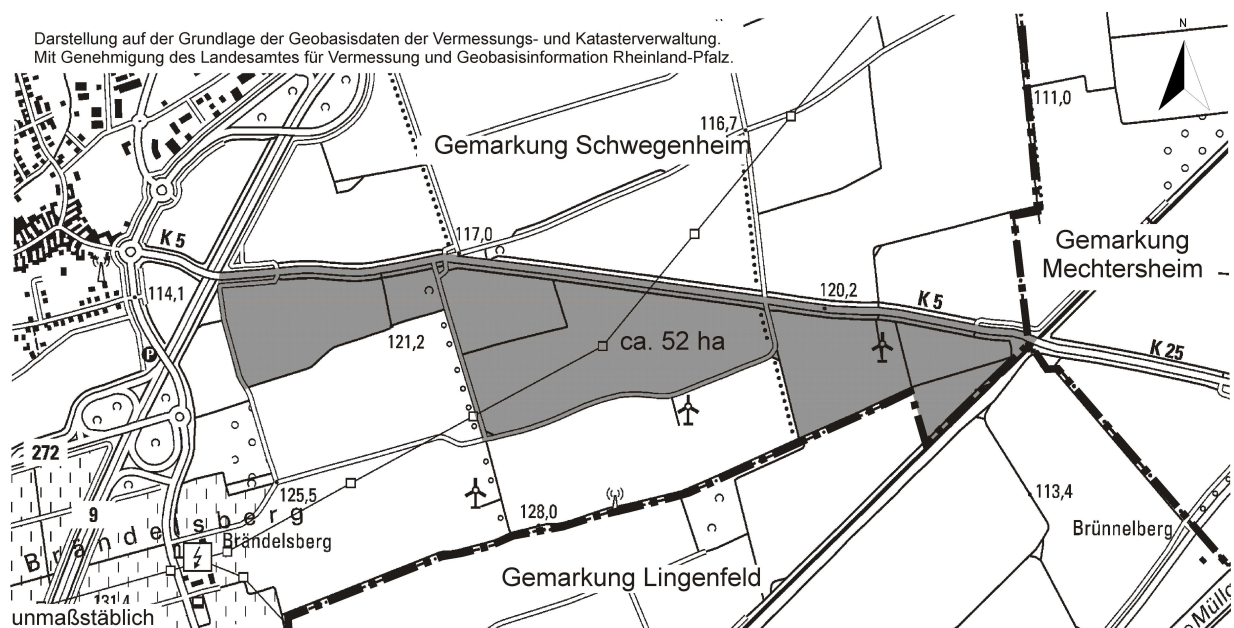 Darstellung auf der Grundlage der Geobasisdaten der Vermessungs- und Katasterverwaltung.
Mit Genehmigung des Landesamtes für Vermessung und Geobasisinformation Rheinland-Pfalz.
N
111,0
116,7
Gemarkung Schwegenheim
K 5
117,0
Gemarkung
Mechtersheim
114,1
120,2
K 5
121,2
ca. 52 ha
K 25
P
272
125,5
113,4
9
128,0
Brändelsberg
Brändelsberg
Brünnelberg
Gemarkung Lingenfeld
131,4
unmaßstäblich